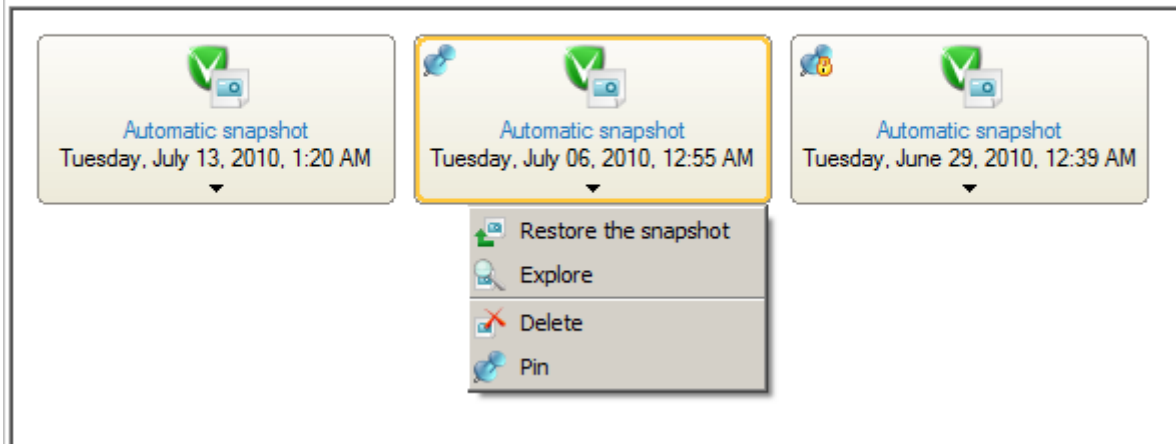 Automatic snapshot
Tuesday, July 13, 2010, 1:20 AM
Automatic snapshot
Tuesday, July 06, 2010, 12:55 AM
Automatic snapshot
Tuesday, June 29, 2010, 12:39 AM
Restore the snapshot
Explore
Delete
Pin